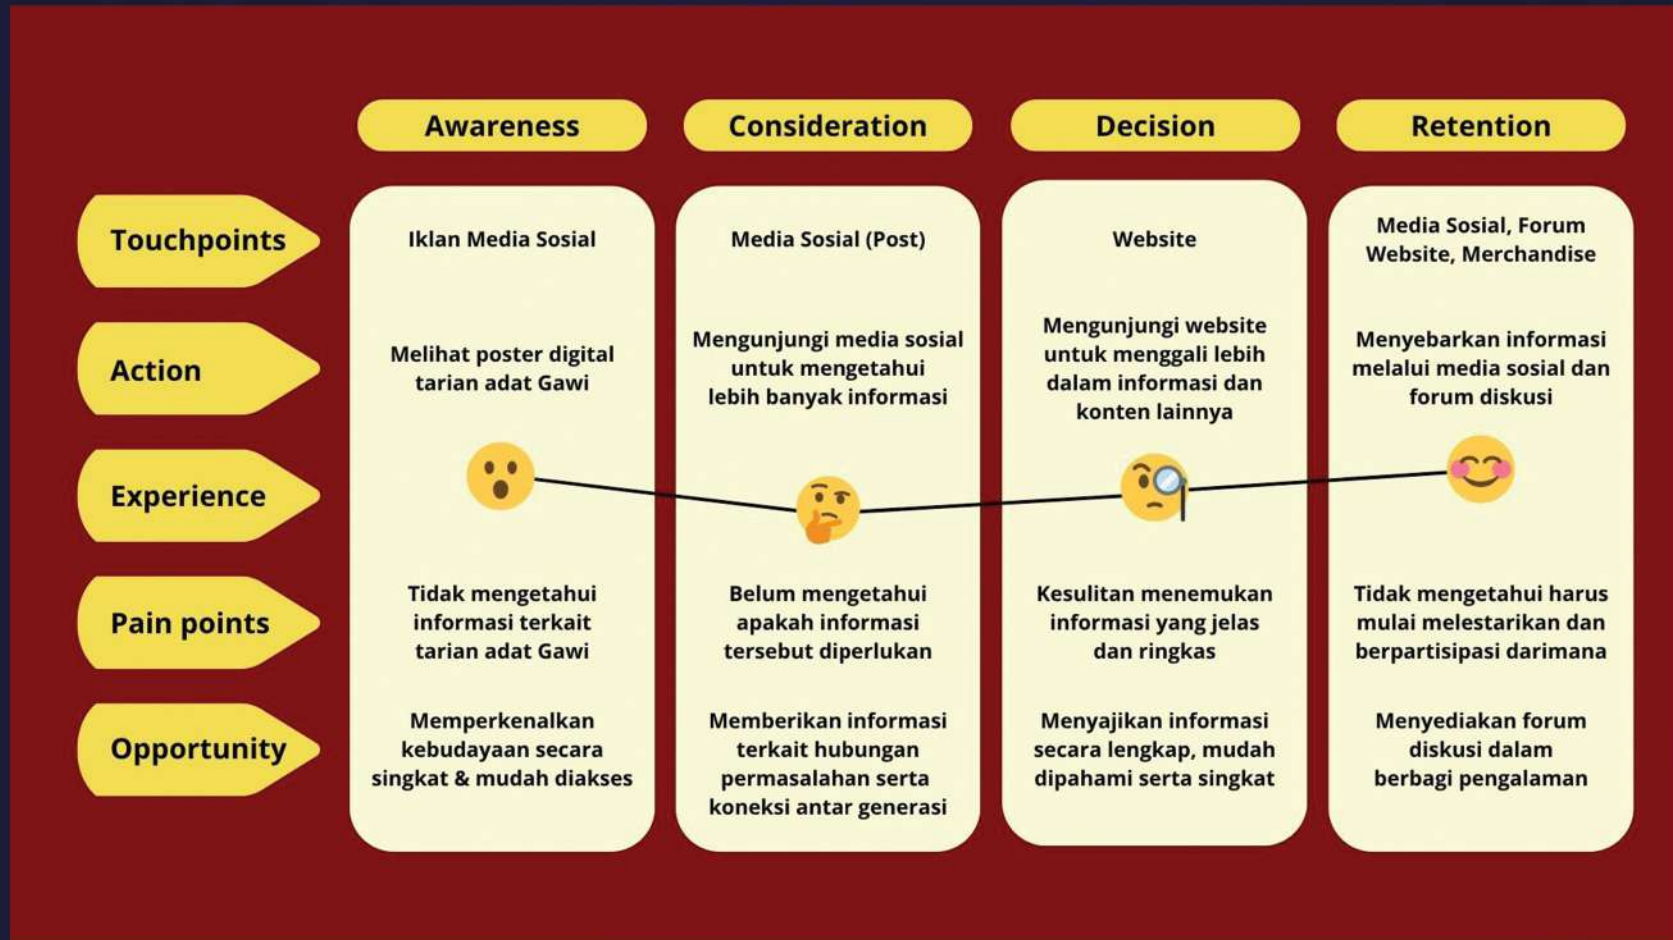 Awareness
Consideration
Decision
Retention
Touchpoints
Iklan Media Sosial
Media Sosial (Post)
Website
Media Sosial, Forum
Website, Merchandise
Action
Melihat poster digital
tarian adat Gawi
Mengunjungi media sosial
untuk mengetahui
lebih banyak informasi
Mengunjungi website
untuk menggali lebih
dalam informasi dan
konten lainnya
Menyebarkan informasi
melalui media sosial dan
forum diskusi
Experience
Pain points
Tidak mengetahui
informasi terkait
tarian adat Gawi
Belum mengetahui
apakah informasi
tersebut diperlukan
Kesulitan menemukan
informasi yang jelas
dan ringkas
Tidak mengetahui harus
mulai melestarikan dan
berpartisipasi darimana
Opportunity
Memperkenalkan
kebudayaan secara
singkat & mudah diakses
Memberikan informasi
terkait hubungan
permasalahan serta
koneksi antar generasi
Menyajikan informasi
secara lengkap, mudah
dipahami serta singkat
Menyediakan forum
diskusi dalam
berbagi pengalaman